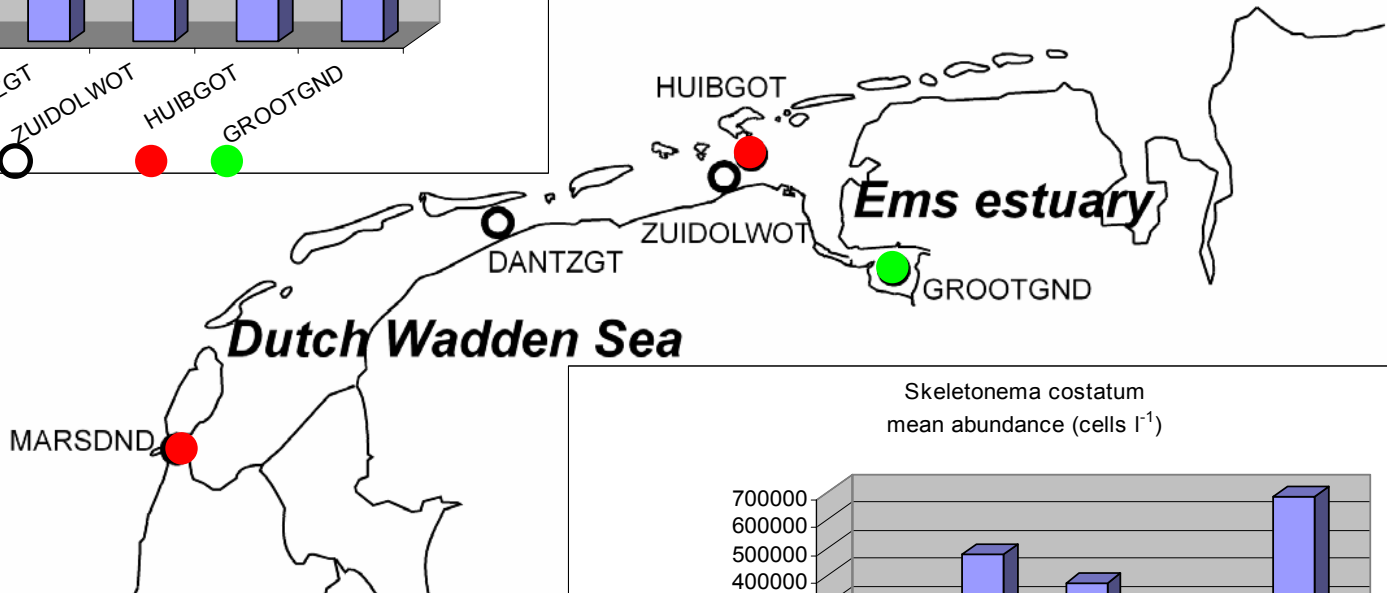 ZUIDOLWOT
HUIBGOT
GROOTGND
HUIBGOT
Ems estuary
ZUIDOLWOT
DANTZGT
GROOTGND
Dutch Wadden Sea
MARSDND
Skeletonema costatum
mean abundance (cells l-1)
700000
600000
500000
400000